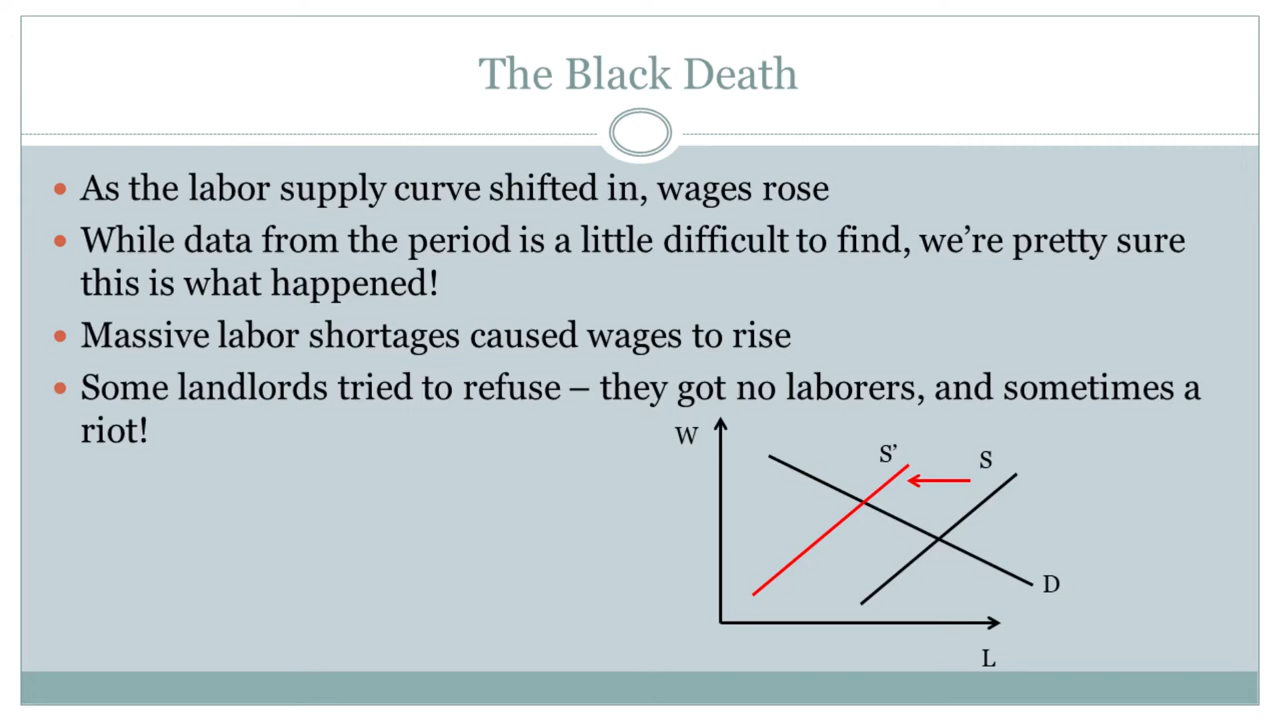 The Black Death
• As the labor supply curve shifted in, wages rose
• While data from the period is a little difficult to find, we’re pretty sure
this is what happened!
• Massive labor shortages caused wages to rise
• Some landlords tried to refuse – they got no laborers, and sometimes a
riot!
W
S’
S
D
L